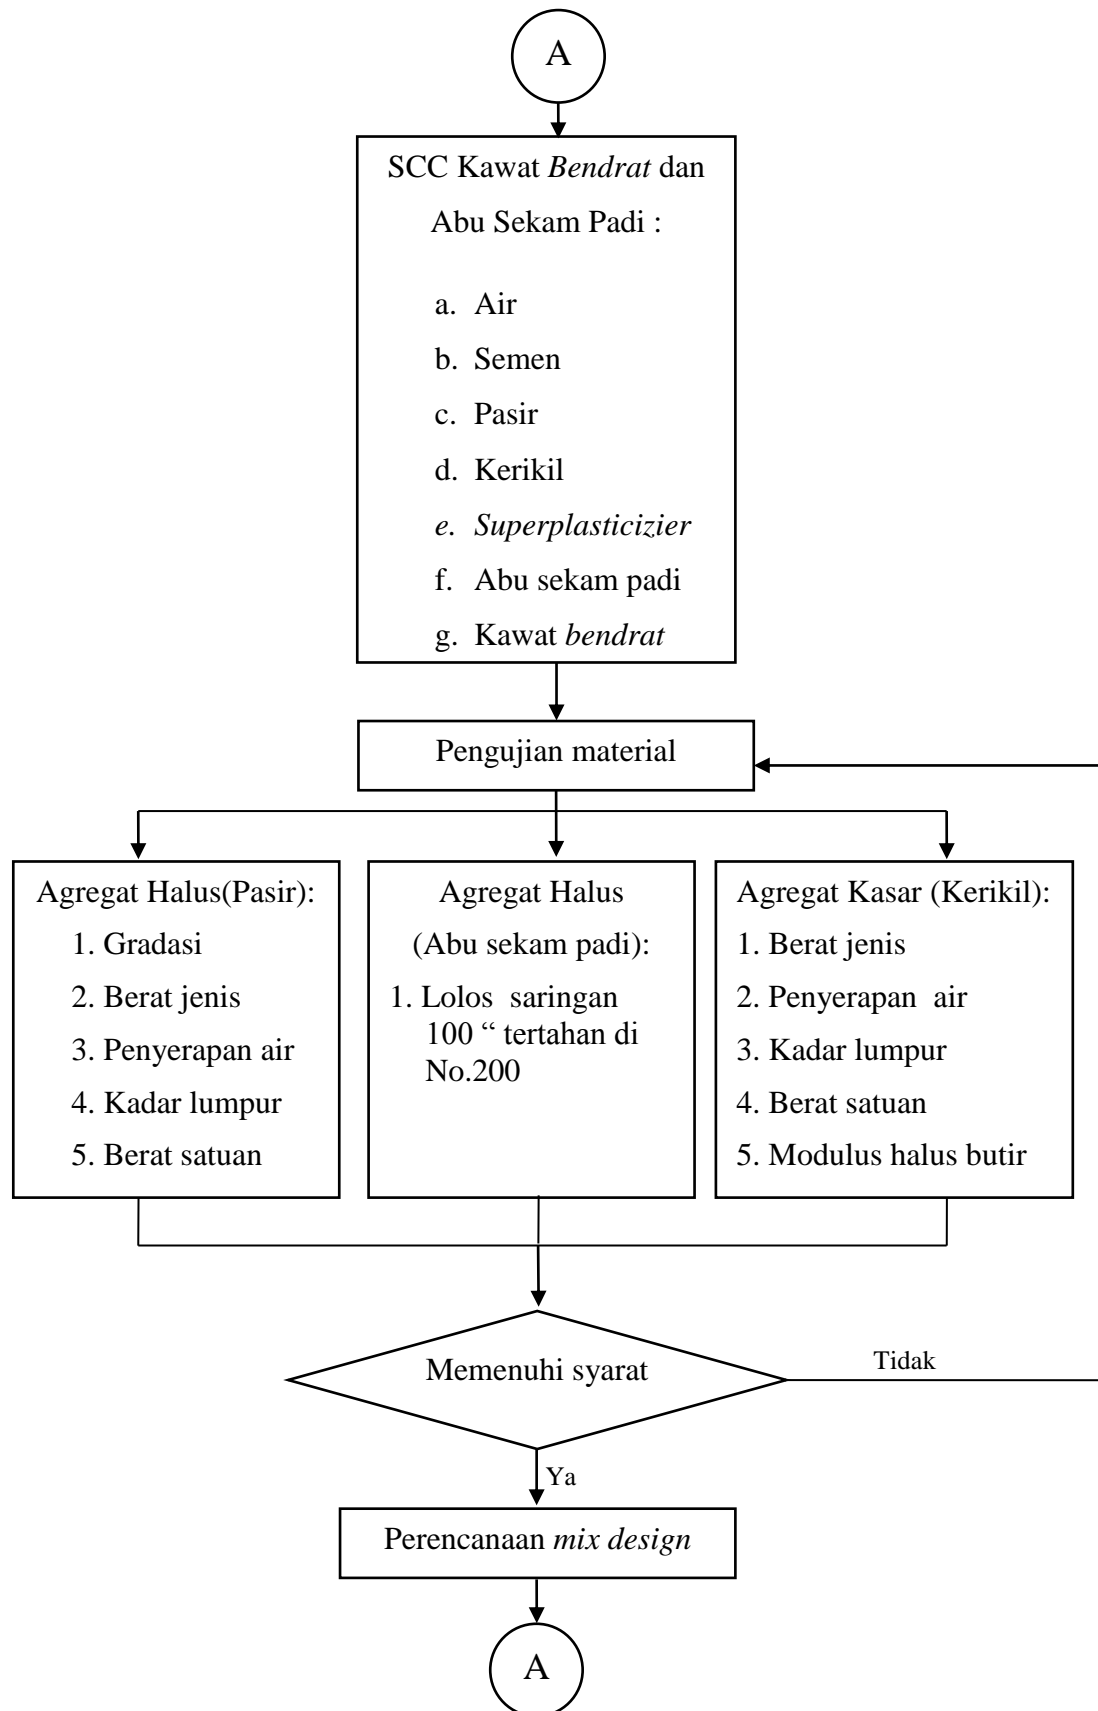 A
SCC Kawat Bendrat dan
Abu Sekam Padi :
a. Air
b. Semen
c. Pasir
d. Kerikil
e. Superplasticizier
f. Abu sekam padi
g. Kawat bendrat
Pengujian material
Agregat Halus(Pasir):
1. Gradasi
2. Berat jenis
3. Penyerapan air
4. Kadar lumpur
5. Berat satuan
Agregat Halus
(Abu sekam padi):
1. Lolos saringan
100 “ tertahan di
No.200
Agregat Kasar (Kerikil):
1. Berat jenis
2. Penyerapan air
3. Kadar lumpur
4. Berat satuan
5. Modulus halus butir
Memenuhi syarat
Tidak
Ya
Perencanaan mix design
A